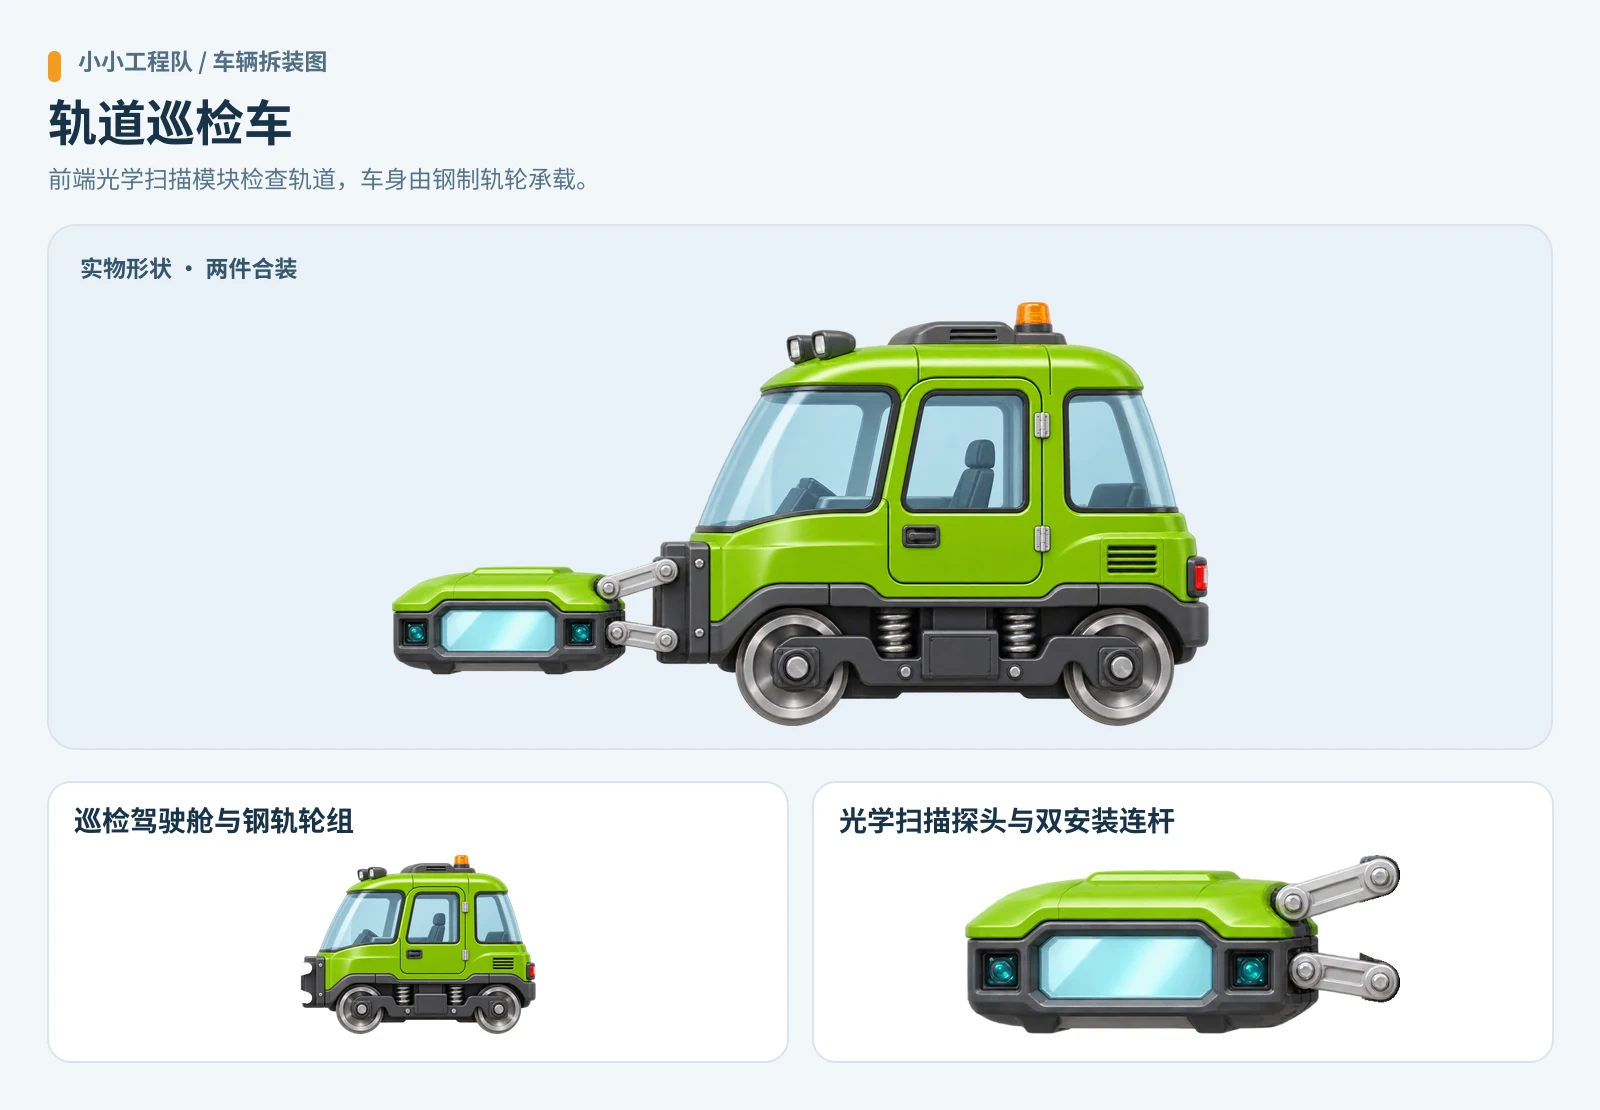 小小工程队 / 车辆拆装图
轨道巡检车
前端光学扫描模块检查轨道，车身由钢制轨轮承载。
实物形状 · 两件合装
巡检驾驶舱与钢轨轮组
光学扫描探头与双安装连杆